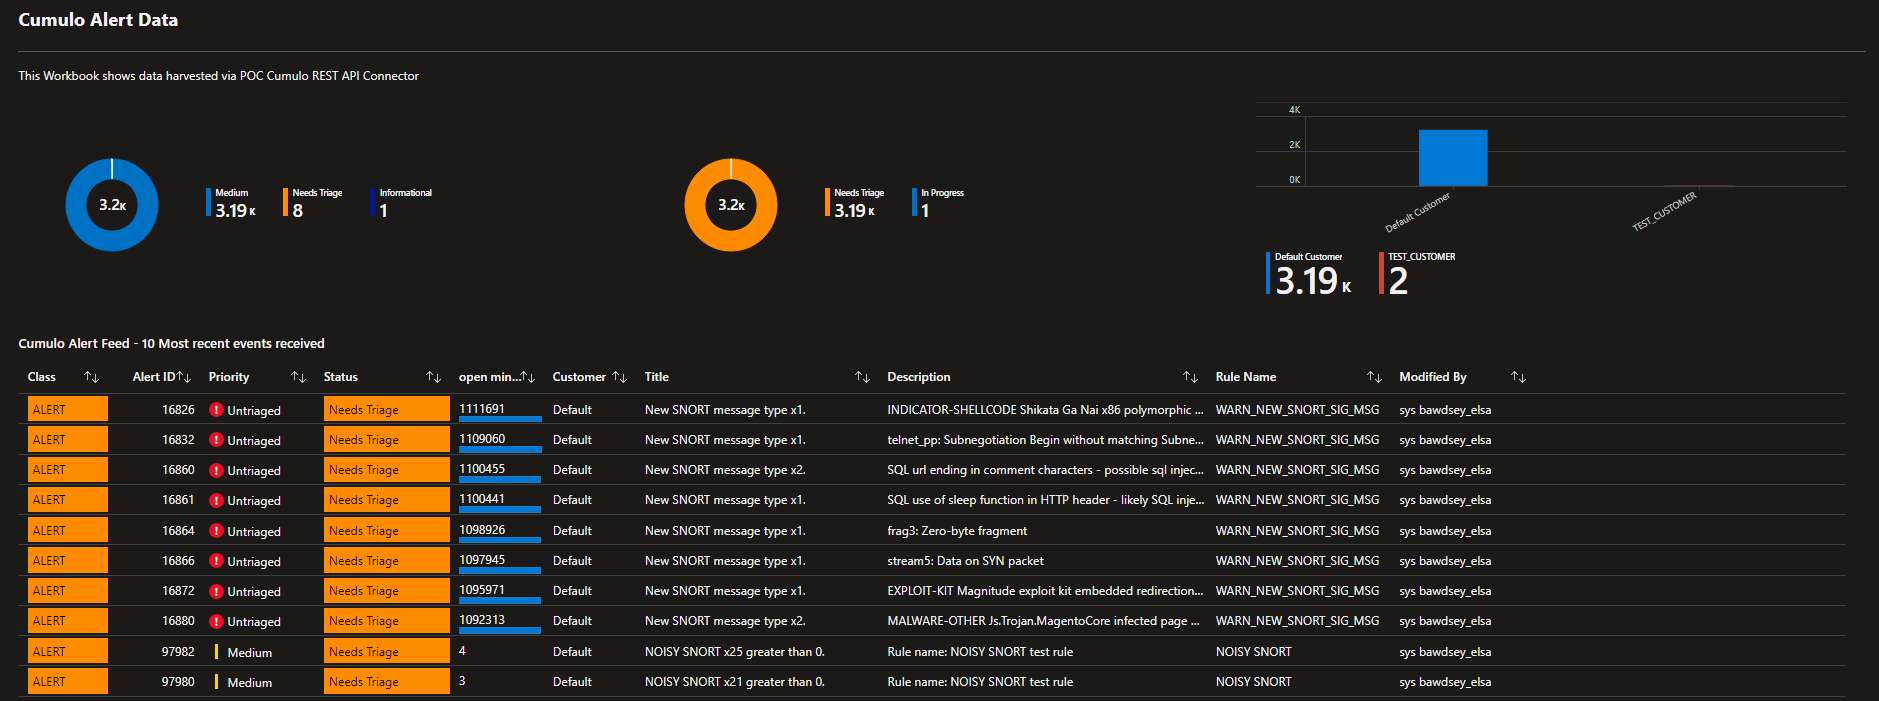 Cumulo Alert Data
This Workbook shows data harvested via POC Cumulo REST API Connector
3.2K
Medium
3.19 K
Needs Triage
8
Informational
1
3.2K
Needs Triage
3.19 K
In Progress
1
4K
2K
0K
Default Customer
TEST_CUSTOMER
Default Customer
3.19 K
TEST_CUSTOMER
2
Cumulo Alert Feed - 10 Most recent events received
Class Alert ID Priority Status open min... Customer Title Description Rule Name Modified By
ALERT 16826 Untriaged Needs Triage 1111691 Default New SNORT message type x1. INDICATOR-SHELLCODE Shikata Ga Nai x86 polymorphic ... WARN_NEW_SNORT_SIG_MSG sys bawdsey_elsa
ALERT 16832 Untriaged Needs Triage 1109060 Default New SNORT message type x1. telnet_pp: Subnegotiation Begin without matching Subne... WARN_NEW_SNORT_SIG_MSG sys bawdsey_elsa
ALERT 16860 Untriaged Needs Triage 1100455 Default New SNORT message type x2. SQL url ending in comment characters - possible sql injec... WARN_NEW_SNORT_SIG_MSG sys bawdsey_elsa
ALERT 16861 Untriaged Needs Triage 1100441 Default New SNORT message type x1. SQL use of sleep function in HTTP header - likely SQL inje... WARN_NEW_SNORT_SIG_MSG sys bawdsey_elsa
ALERT 16864 Untriaged Needs Triage 1098926 Default New SNORT message type x1. frag3: Zero-byte fragment WARN_NEW_SNORT_SIG_MSG sys bawdsey_elsa
ALERT 16866 Untriaged Needs Triage 1097945 Default New SNORT message type x1. stream5: Data on SYN packet WARN_NEW_SNORT_SIG_MSG sys bawdsey_elsa
ALERT 16872 Untriaged Needs Triage 1095971 Default New SNORT message type x1. EXPLOIT-KIT Magnitude exploit kit embedded redirection... WARN_NEW_SNORT_SIG_MSG sys bawdsey_elsa
ALERT 16880 Untriaged Needs Triage 1092313 Default New SNORT message type x2. MALWARE-OTHER Js.Trojan.MagentoCore infected page ... WARN_NEW_SNORT_SIG_MSG sys bawdsey_elsa
ALERT 97982 Medium Needs Triage 4 Default NOISY SNORT x25 greater than 0. Rule name: NOISY SNORT test rule NOISY SNORT sys bawdsey_elsa
ALERT 97980 Medium Needs Triage 3 Default NOISY SNORT x21 greater than 0. Rule name: NOISY SNORT test rule NOISY SNORT sys bawdsey_elsa